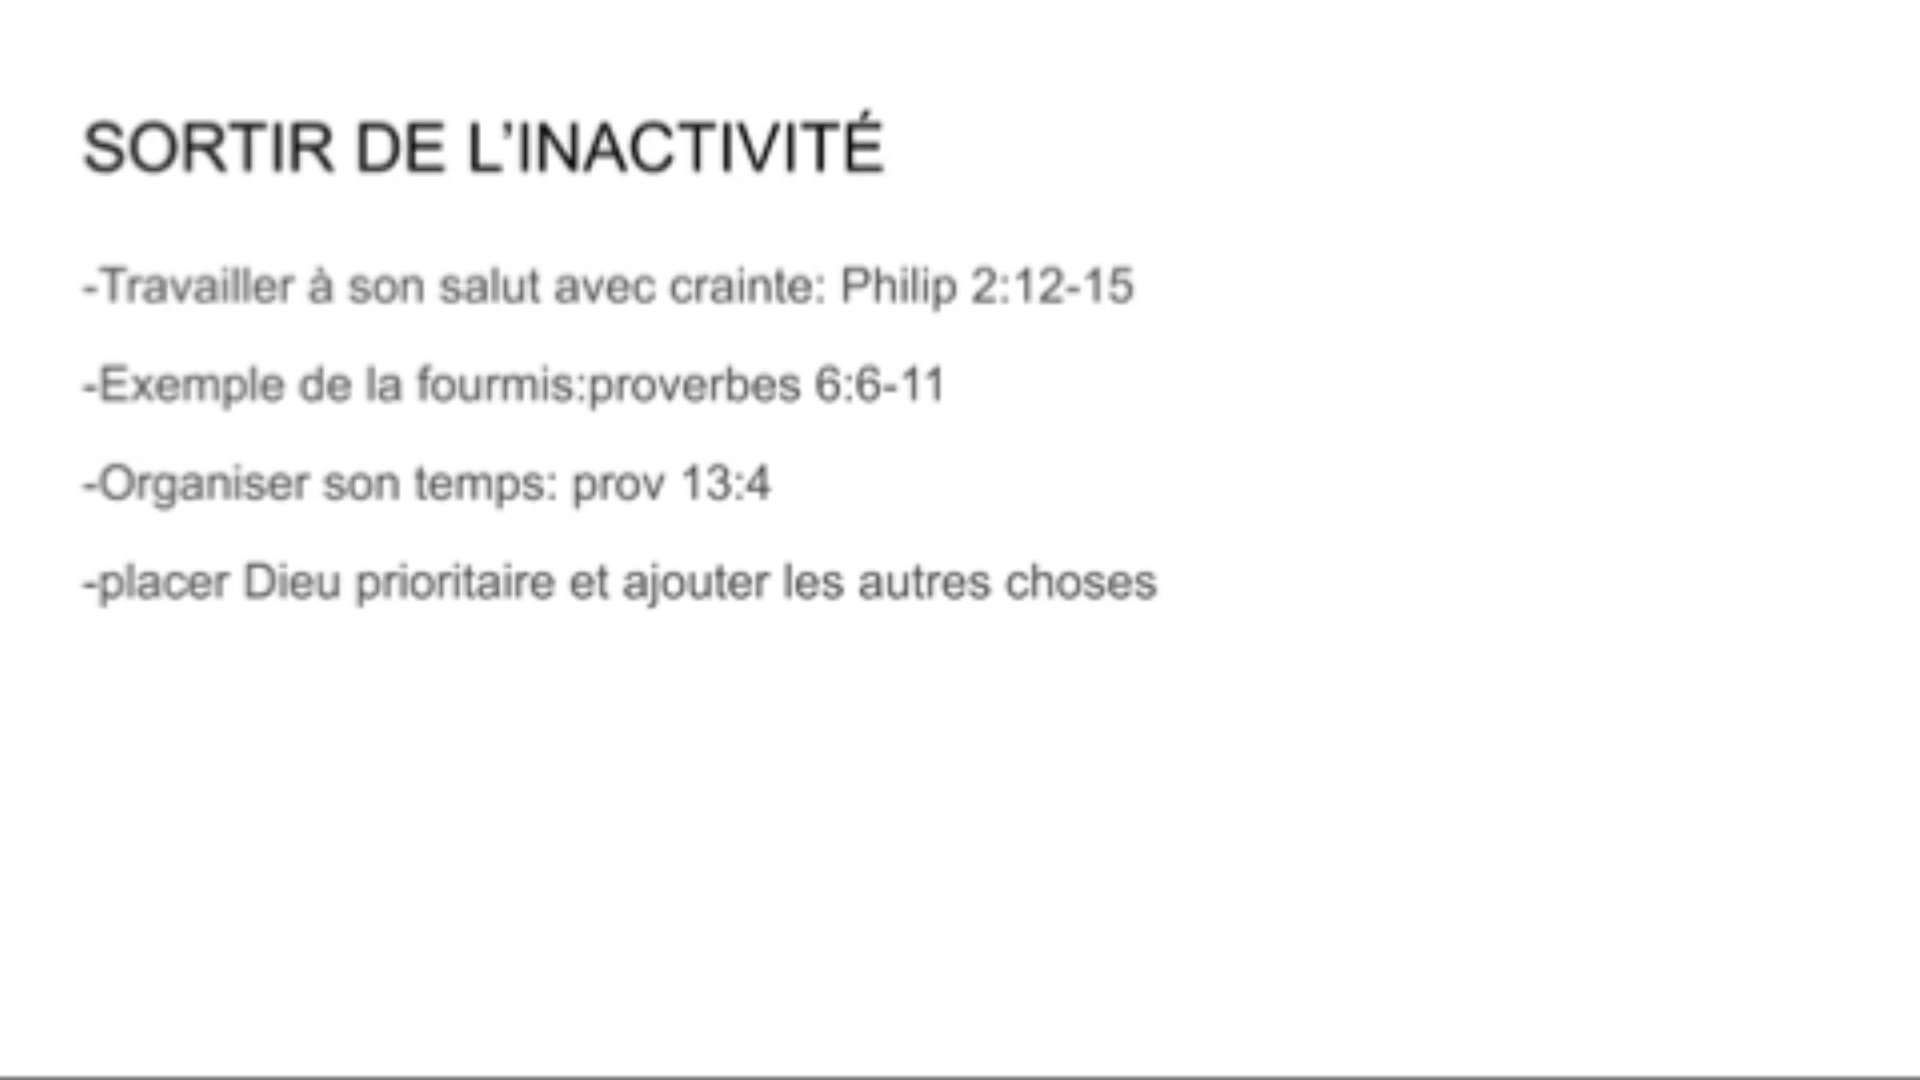 SORTIR DE L’INACTIVITÉ
-Travailler à son salut avec crainte: Philip 2:12-15
-Exemple de la fourmis:proverbes 6:6-11
-Organiser son temps: prov 13:4
-placer Dieu prioritaire et ajouter les autres choses